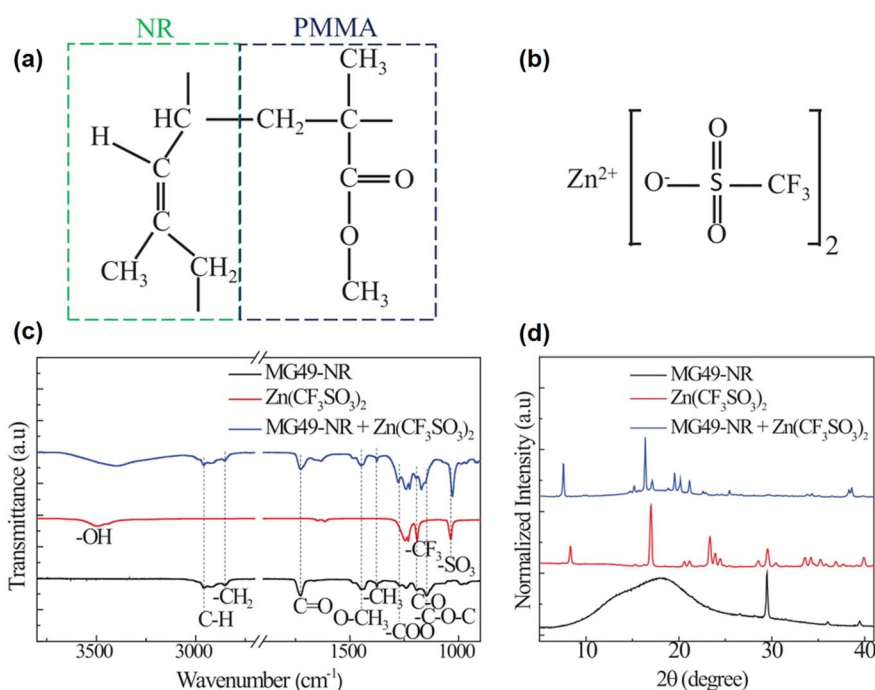 NR
PMMA
(a)
CH3
HC
CH2
C
H
C
C
O
C
O
CH3
CH2
CH3
(b)
Zn2+
O
O-
S
CF3
O
2
(c)
MG49-NR
Zn(CF3SO3)2
MG49-NR + Zn(CF3SO3)2
Transmittance (a.u)
-OH
-CF3
-SO3
-CH2
C-H
C=O
-CH3
O-CH3
-COO
C-O
-C-O-C
3500
3000
1500
1000
Wavenumber (cm-1)
(d)
MG49-NR
Zn(CF3SO3)2
MG49-NR + Zn(CF3SO3)2
Normalized Intensity (a.u)
10
20
30
40
2θ (degree)